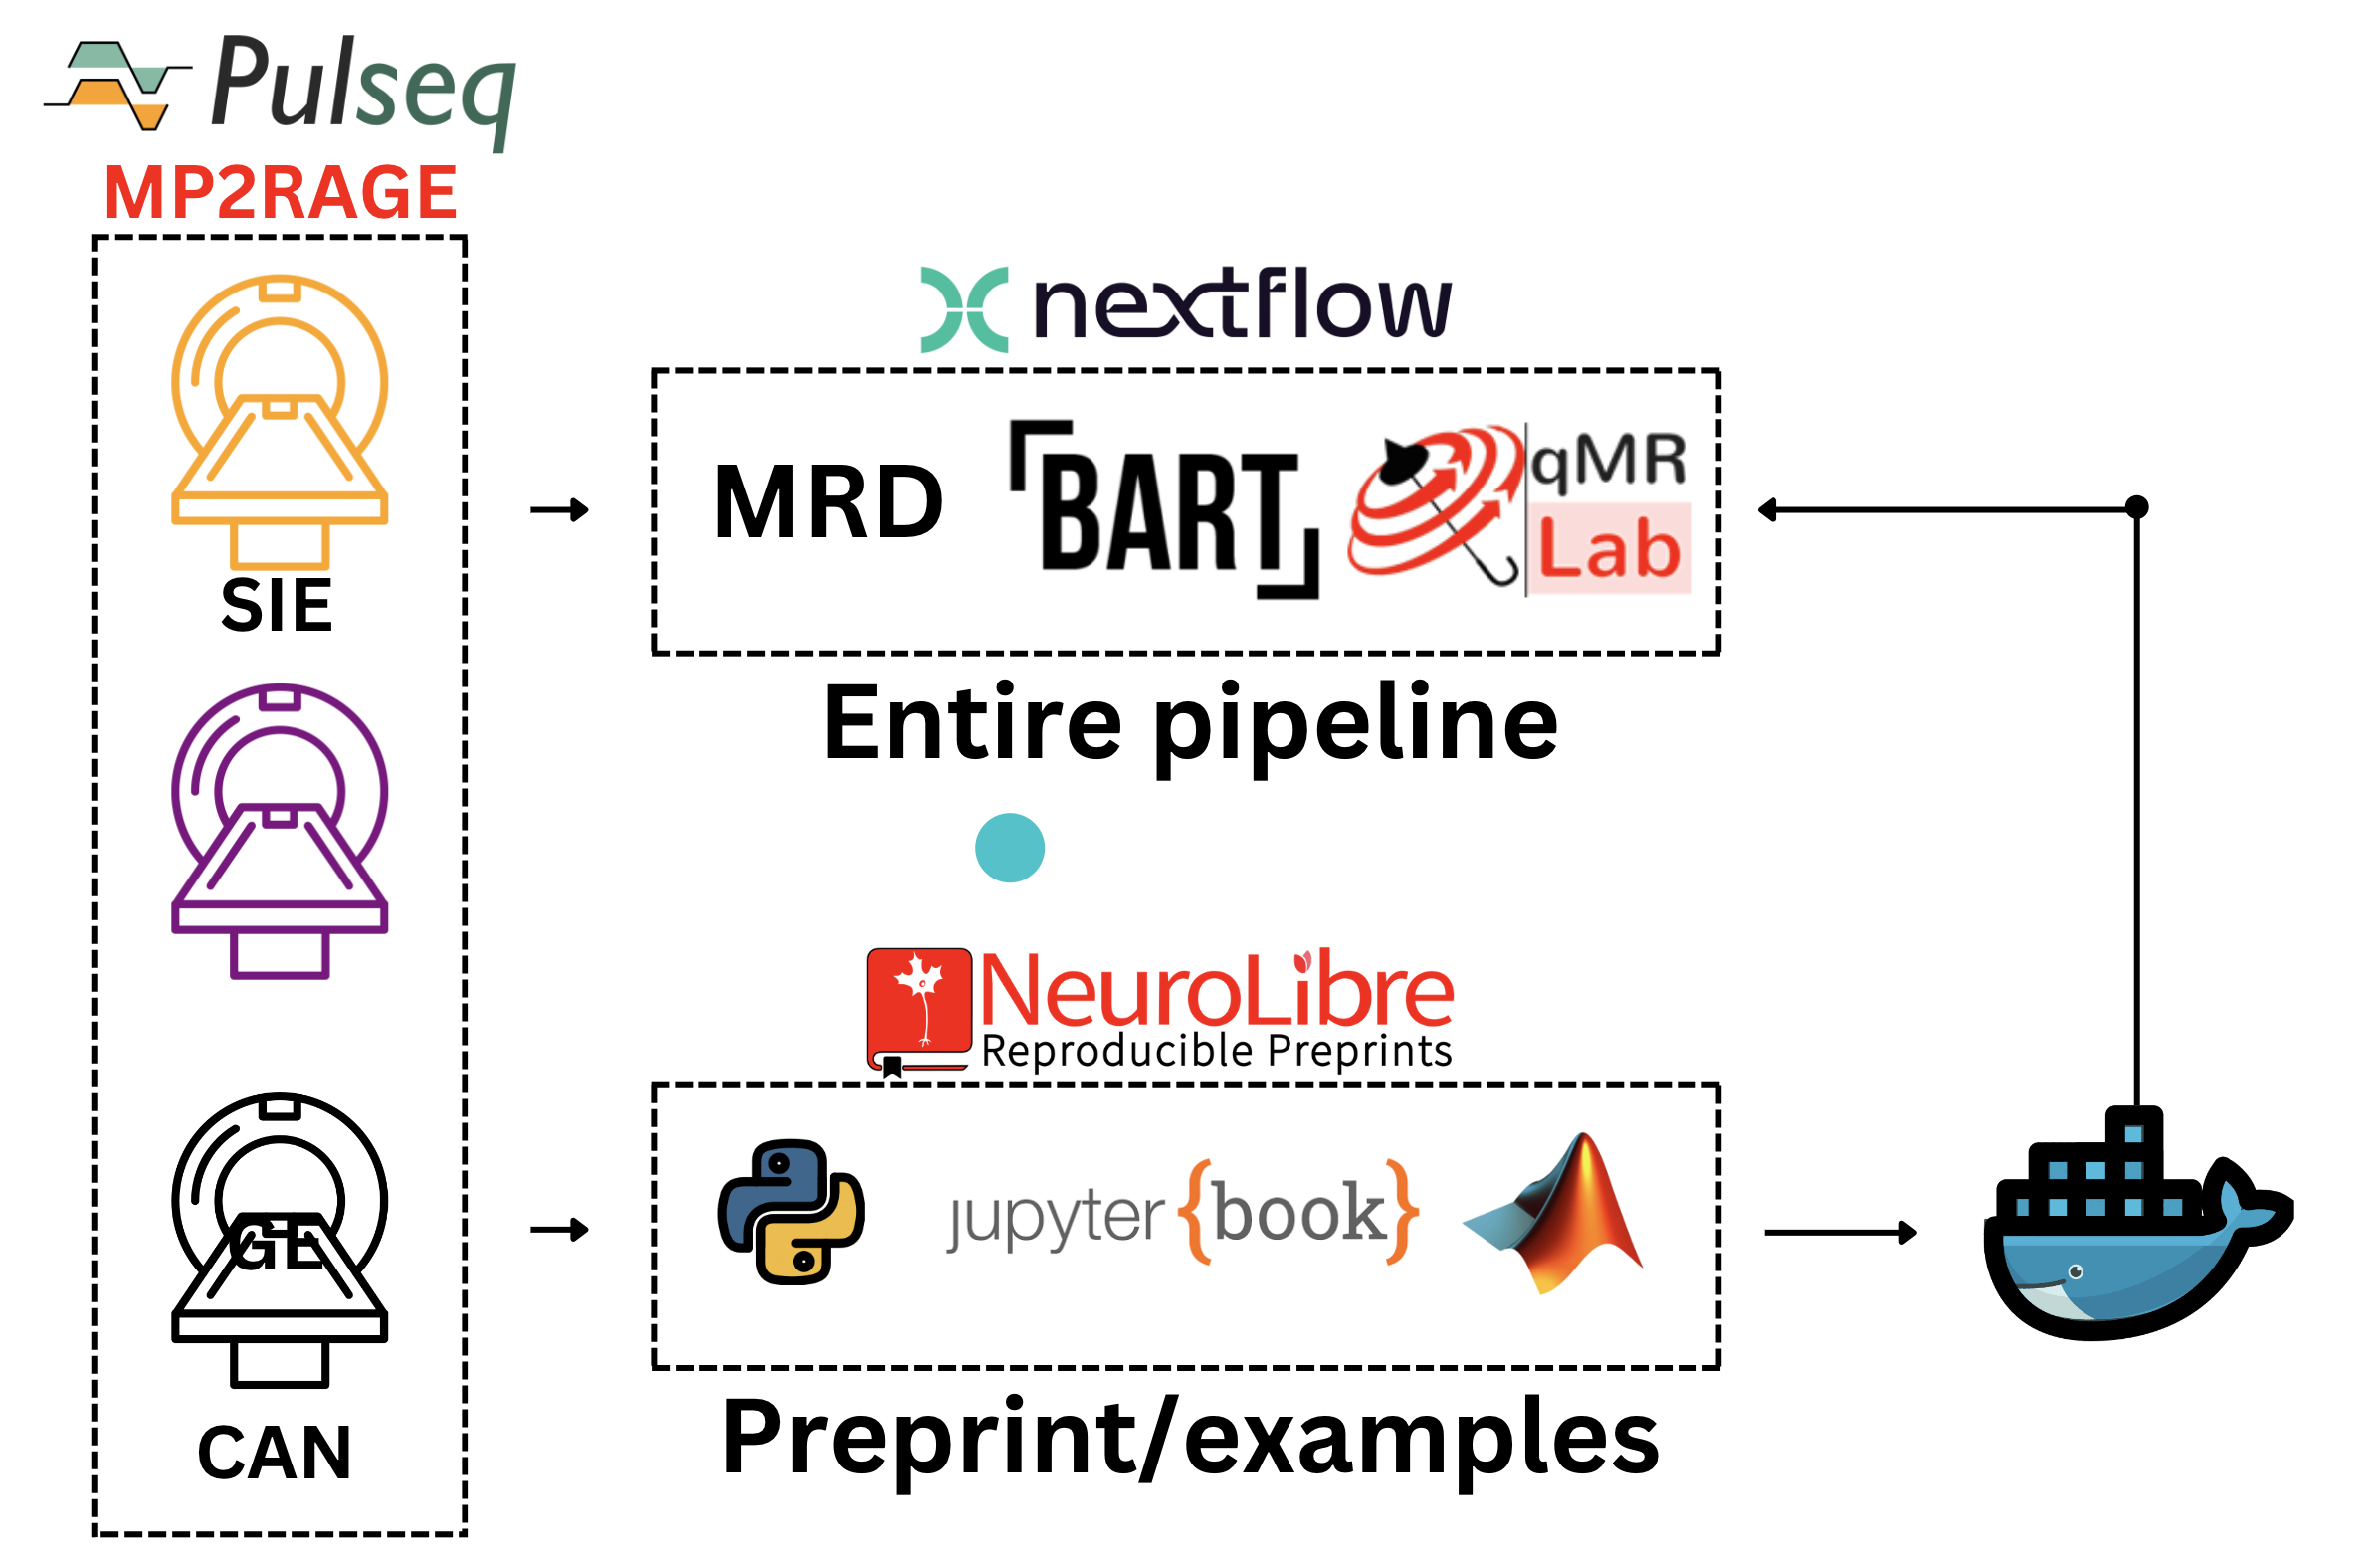 Pulseq
MP2RAGE
SIE
GE
CAN
nextflow
MRD
BART
qMR
Lab
Entire pipeline
NeuroLibre
Reproducible Preprints
jupyter {book}
Preprint/examples